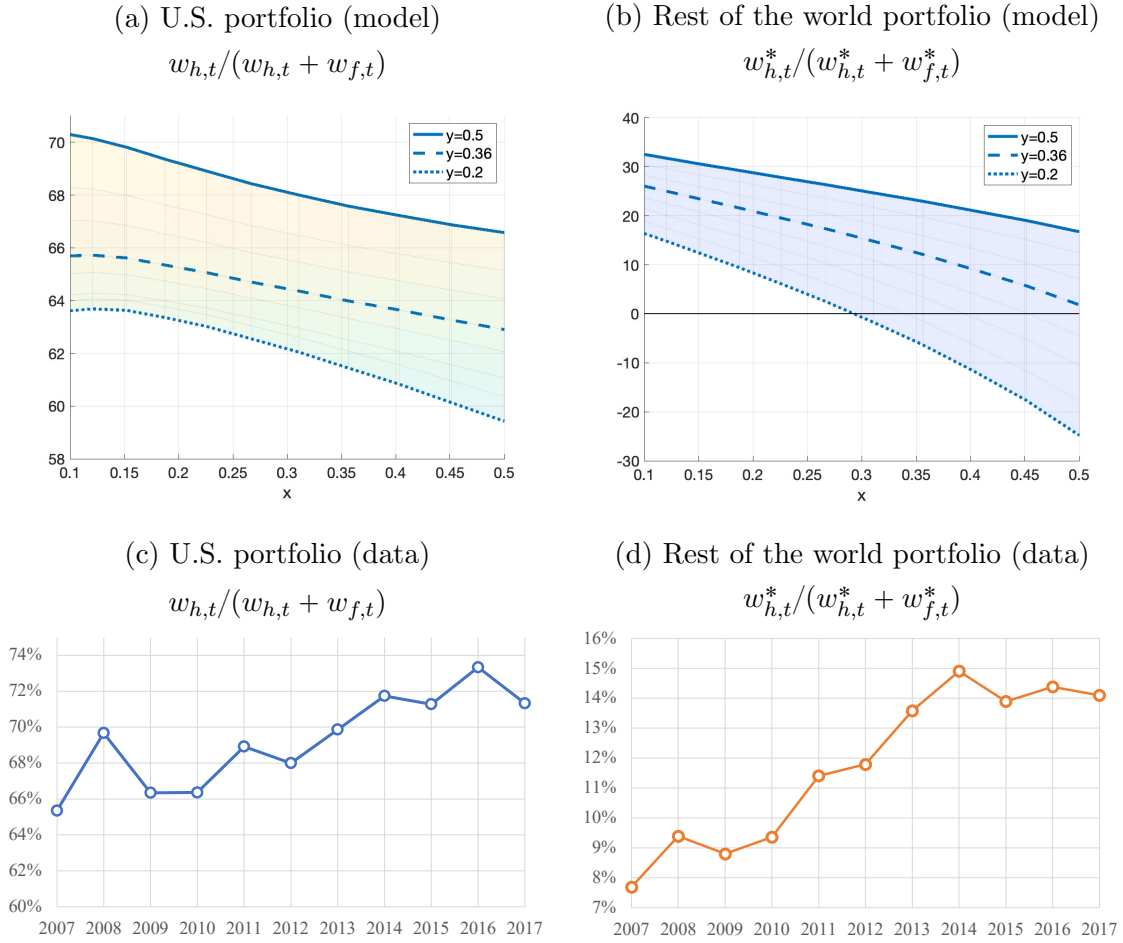 (a) U.S. portfolio (model)
w_{h,t}/(w_{h,t} + w_{f,t})
70
68
66
64
62
60
58
0.1 0.15 0.2 0.25 0.3 0.35 0.4 0.45 0.5
x
y=0.5
y=0.36
y=0.2
(b) Rest of the world portfolio (model)
w^*_{h,t}/(w^*_{h,t} + w^*_{f,t})
40
30
20
10
0
-10
-20
-30
0.1 0.15 0.2 0.25 0.3 0.35 0.4 0.45 0.5
x
y=0.5
y=0.36
y=0.2
(c) U.S. portfolio (data)
w_{h,t}/(w_{h,t} + w_{f,t})
74%
72%
70%
68%
66%
64%
62%
60%
2007 2008 2009 2010 2011 2012 2013 2014 2015 2016 2017
(d) Rest of the world portfolio (data)
w^*_{h,t}/(w^*_{h,t} + w^*_{f,t})
16%
15%
14%
13%
12%
11%
10%
9%
8%
7%
2007 2008 2009 2010 2011 2012 2013 2014 2015 2016 2017